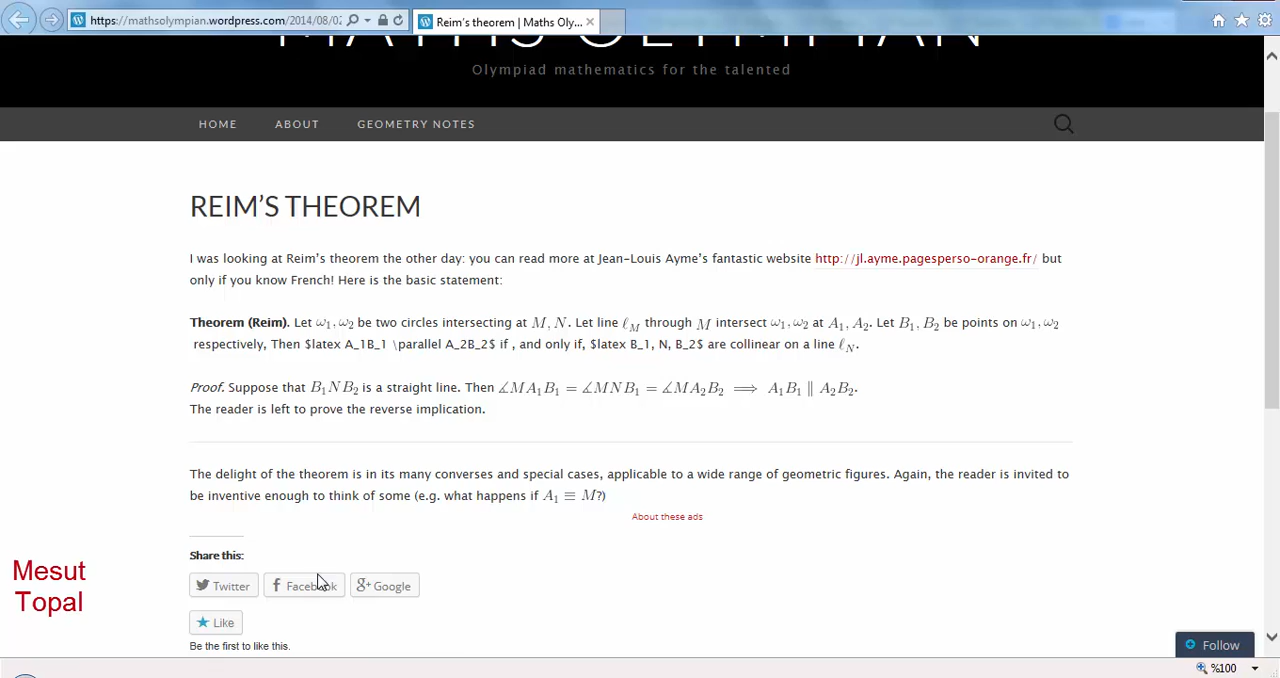 https://mathsolympian.wordpress.com/2014/08/02
Reim's theorem | Maths Oly...
MATHS OLYMPIAN
Olympiad mathematics for the talented
HOME ABOUT GEOMETRY NOTES
REIM'S THEOREM
I was looking at Reim's theorem the other day: you can read more at Jean-Louis Ayme's fantastic website http://jl.ayme.pagesperso-orange.fr/ but
only if you know French! Here is the basic statement:
Theorem (Reim). Let ω₁, ω₂ be two circles intersecting at M, N. Let line ℓ_M through M intersect ω₁, ω₂ at A₁, A₂. Let B₁, B₂ be points on ω₁, ω₂
respectively, Then $latex A_1B_1 \parallel A_2B_2$ if , and only if, $latex B_1, N, B_2$ are collinear on a line ℓ_N.
Proof. Suppose that B₁NB₂ is a straight line. Then ∡MA₁B₁ = ∡MNB₁ = ∡MA₂B₂ ⟹ A₁B₁ ∥ A₂B₂.
The reader is left to prove the reverse implication.
The delight of the theorem is in its many converses and special cases, applicable to a wide range of geometric figures. Again, the reader is invited to
be inventive enough to think of some (e.g. what happens if A₁ ≡ M?)
About these ads
Share this:
Twitter Facebook Google
Like
Be the first to like this.
Mesut
Topal
Follow
%100